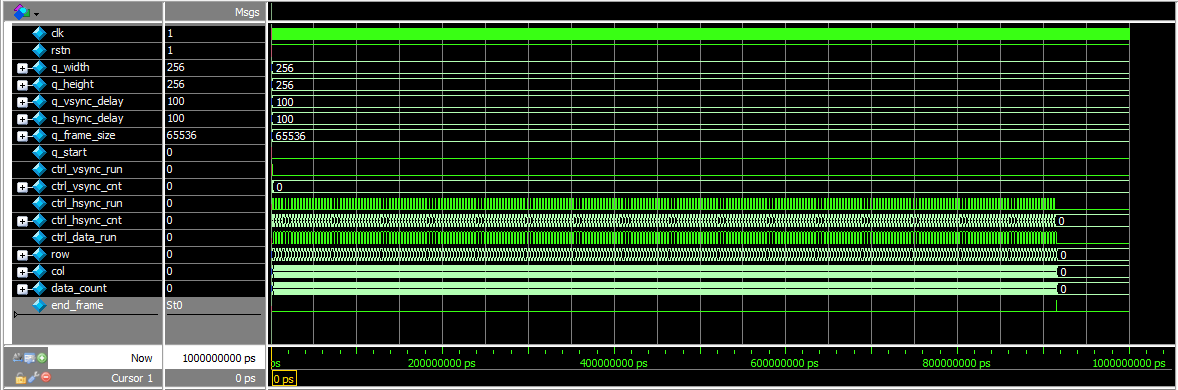 Msgs
clk 1
rstn 1
q_width 256 256
q_height 256 256
q_vsync_delay 100 100
q_hsync_delay 100 100
q_frame_size 65536 65536
q_start 0
ctrl_vsync_run 0
ctrl_vsync_cnt 0 0
ctrl_hsync_run 0
ctrl_hsync_cnt 0 0
ctrl_data_run 0
row 0 0
col 0 0
data_count 0 0
end_frame St0
Now 1000000000 ps ps 200000000 ps 400000000 ps 600000000 ps 800000000 ps 1000000000 ps
Cursor 1 0 ps 0 ps